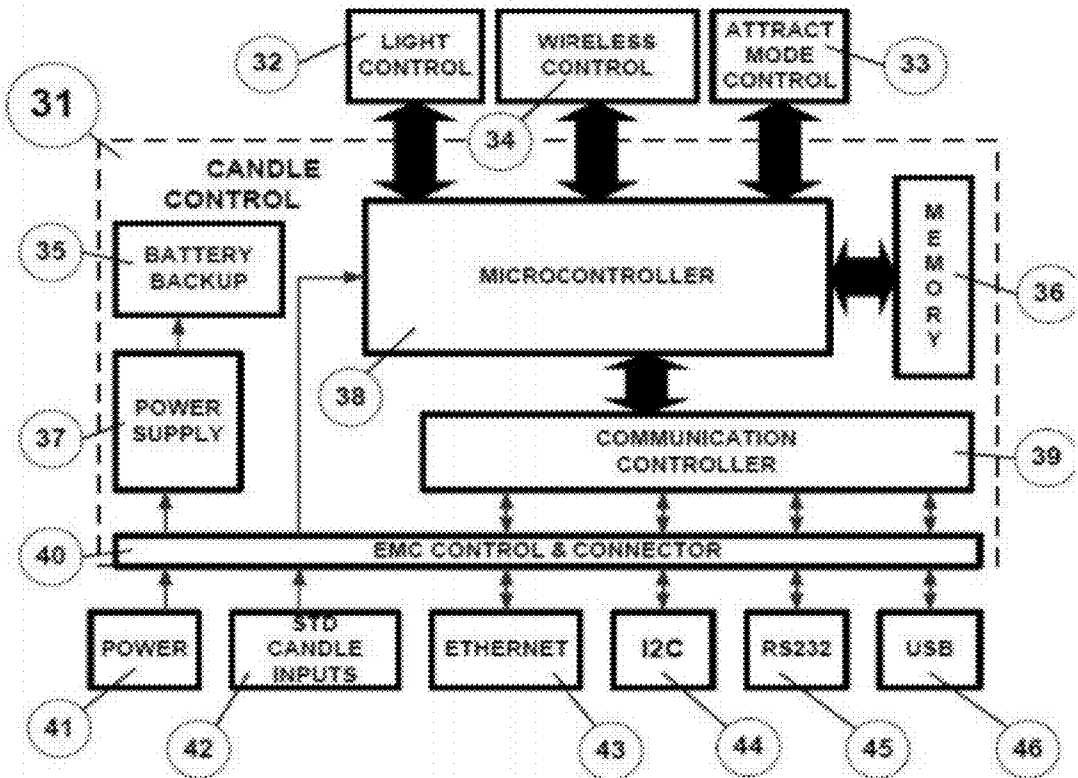 32
LIGHT
CONTROL
WIRELESS
CONTROL
34
ATTRACT
MODE
CONTROL
33
31
CANDLE
CONTROL
35
BATTERY
BACKUP
MICROCONTROLLER
38
MEMORY
36
37
POWER
SUPPLY
COMMUNICATION
CONTROLLER
39
40
EMC CONTROL & CONNECTOR
POWER
41
STD
CANDLE
INPUTS
42
ETHERNET
43
I2C
44
RS232
45
USB
46